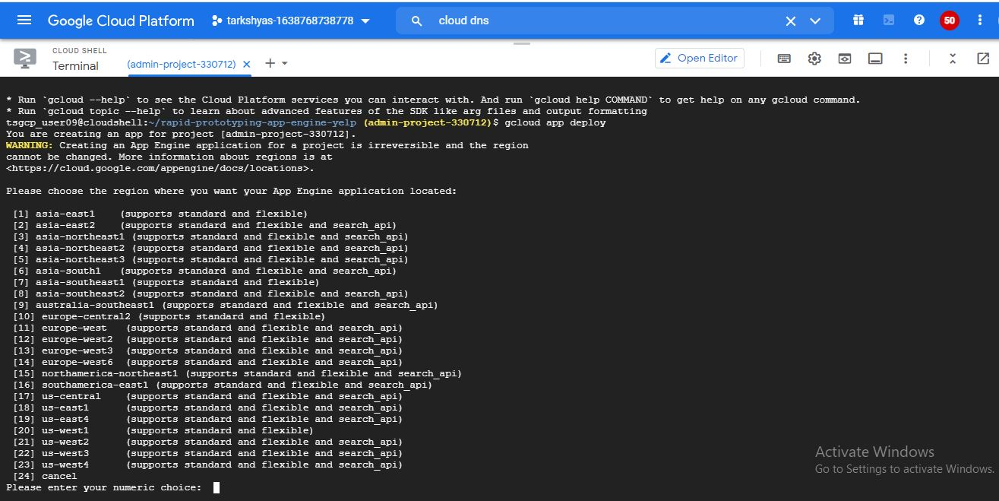 Google Cloud Platform tarkshyas-1638768738778 cloud dns 50
CLOUD SHELL
Terminal (admin-project-330712) Open Editor
* Run `gcloud --help` to see the Cloud Platform services you can interact with. And run `gcloud help COMMAND` to get help on any gcloud command.
* Run `gcloud topic --help` to learn about advanced features of the SDK like arg files and output formatting
tsgcp_user09@cloudshell:~/rapid-prototyping-app-engine-yelp (admin-project-330712)$ gcloud app deploy
You are creating an app for project [admin-project-330712].
WARNING: Creating an App Engine application for a project is irreversible and the region
cannot be changed. More information about regions is at
<https://cloud.google.com/appengine/docs/locations>.
Please choose the region where you want your App Engine application located:
[1] asia-east1 (supports standard and flexible)
[2] asia-east2 (supports standard and flexible and search_api)
[3] asia-northeast1 (supports standard and flexible and search_api)
[4] asia-northeast2 (supports standard and flexible and search_api)
[5] asia-northeast3 (supports standard and flexible and search_api)
[6] asia-south1 (supports standard and flexible and search_api)
[7] asia-southeast1 (supports standard and flexible)
[8] asia-southeast2 (supports standard and flexible and search_api)
[9] australia-southeast1 (supports standard and flexible and search_api)
[10] europe-central2 (supports standard and flexible)
[11] europe-west (supports standard and flexible and search_api)
[12] europe-west2 (supports standard and flexible and search_api)
[13] europe-west3 (supports standard and flexible and search_api)
[14] europe-west6 (supports standard and flexible and search_api)
[15] northamerica-northeast1 (supports standard and flexible and search_api)
[16] southamerica-east1 (supports standard and flexible and search_api)
[17] us-central (supports standard and flexible and search_api)
[18] us-east1 (supports standard and flexible and search_api)
[19] us-east4 (supports standard and flexible and search_api)
[20] us-west1 (supports standard and flexible)
[21] us-west2 (supports standard and flexible and search_api)
[22] us-west3 (supports standard and flexible and search_api)
[23] us-west4 (supports standard and flexible and search_api)
[24] cancel
Please enter your numeric choice:
Activate Windows
Go to Settings to activate Windows.